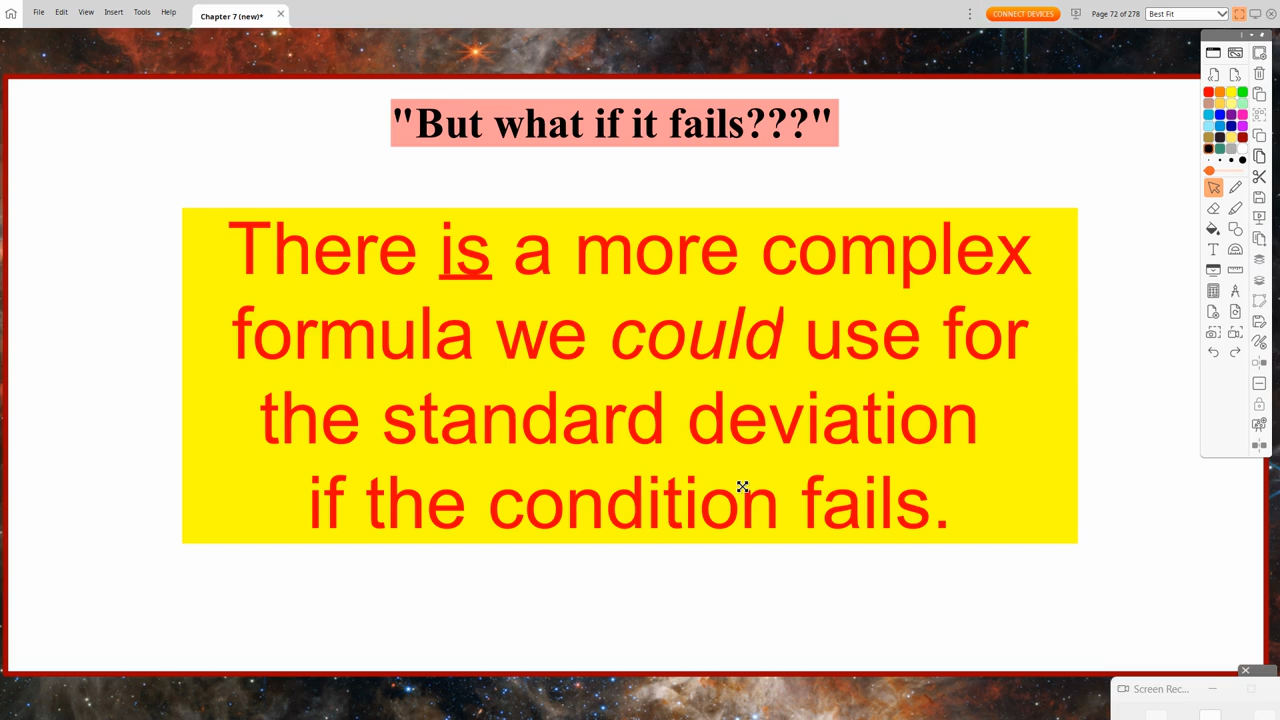 File Edit View Insert Tools Help
Chapter 7 (new)*
CONNECT DEVICES
Page 72 of 278
Best Fit
"But what if it fails???"
There is a more complex
formula we could use for
the standard deviation
if the condition fails.
Screen Rec...